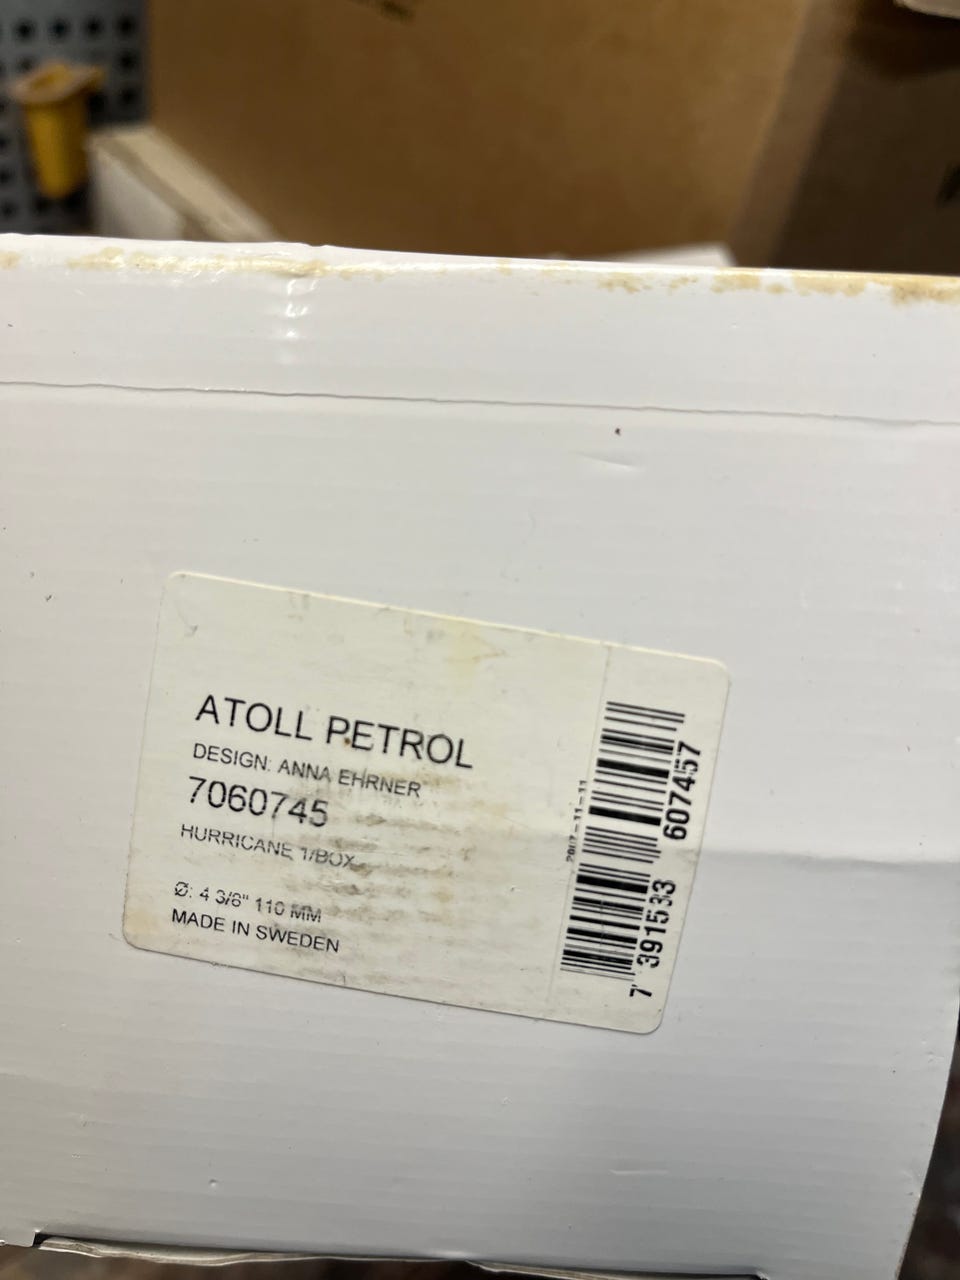 ATOLL PETROL
DESIGN: ANNA EHRNER
7060745
HURRICANE 1/BOX
Ø: 4 3/8" 110 MM
MADE IN SWEDEN
7 391533 607457